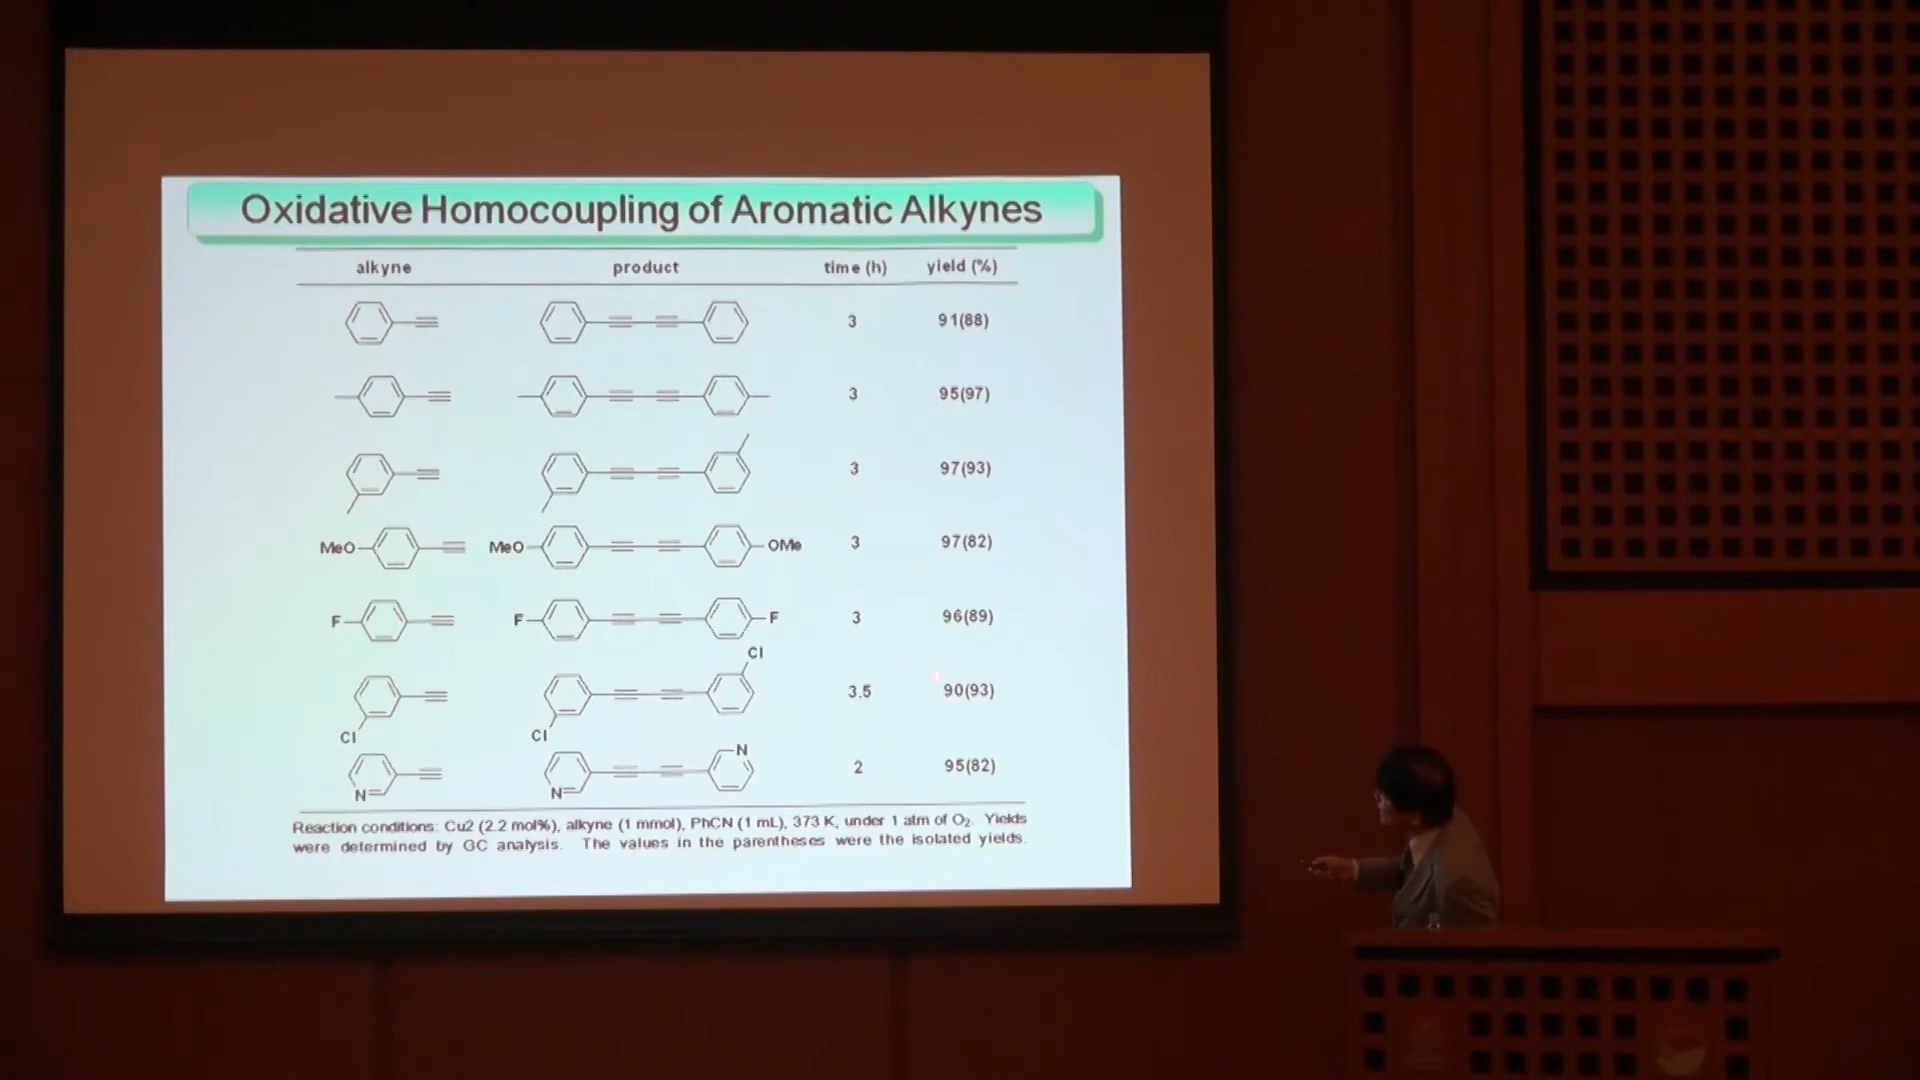 Oxidative Homocoupling of Aromatic Alkynes
alkyne product time (h) yield (%)
3 91(88)
3 95(97)
3 97(93)
MeO MeO OMe 3 97(82)
F F F 3 96(89)
Cl
3.5 90(93)
Cl Cl
N
2 95(82)
N N
Reaction conditions: Cu2 (2.2 mol%), alkyne (1 mmol), PhCN (1 mL), 373 K, under 1 atm of O2. Yields
were determined by GC analysis. The values in the parentheses were the isolated yields.